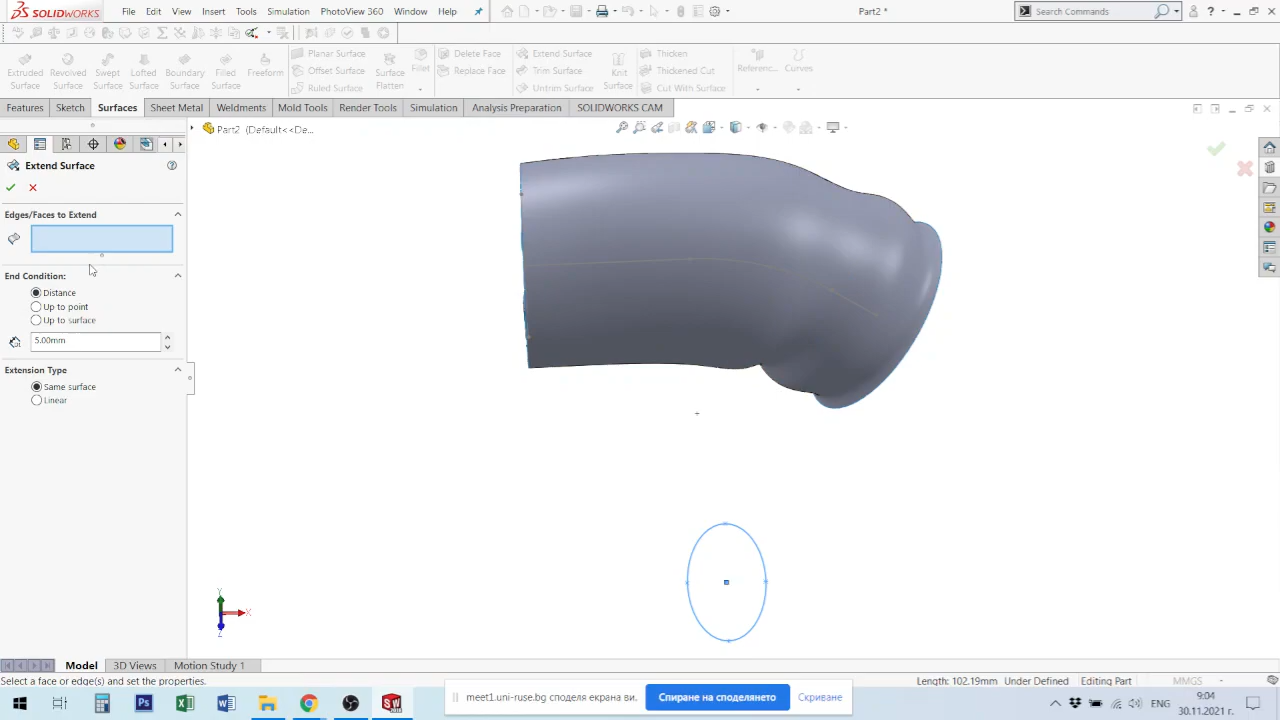 SOLIDWORKS File Edit View Insert Tools Simulation PhotoView 360 Window Help Part2 * Search Commands
Planar Surface Delete Face Extend Surface Thicken
Offset Surface Replace Face Trim Surface Thickened Cut
Ruled Surface Untrim Surface Cut With Surface
Extruded Surface
Revolved Surface
Swept Surface
Lofted Surface
Boundary Surface
Filled Surface
Freeform
Surface Flatten
Fillet
Knit Surface
Referenc...
Curves
Features Sketch Surfaces Sheet Metal Weldments Mold Tools Render Tools Simulation Analysis Preparation SOLIDWORKS CAM
Part2 (Default<<De...
Extend Surface
Edges/Faces to Extend
End Condition:
Distance
Up to point
Up to surface
5.00mm
Extension Type
Same surface
Linear
Y
X
Z
Model 3D Views Motion Study 1
Select a face or edge(s) and set the properties. Length: 102.19mm Under Defined Editing Part MMGS
meet1.uni-ruse.bg споделя екрана ви. Спиране на споделянето Скриване
ENG
9:04
30.11.2021 г.